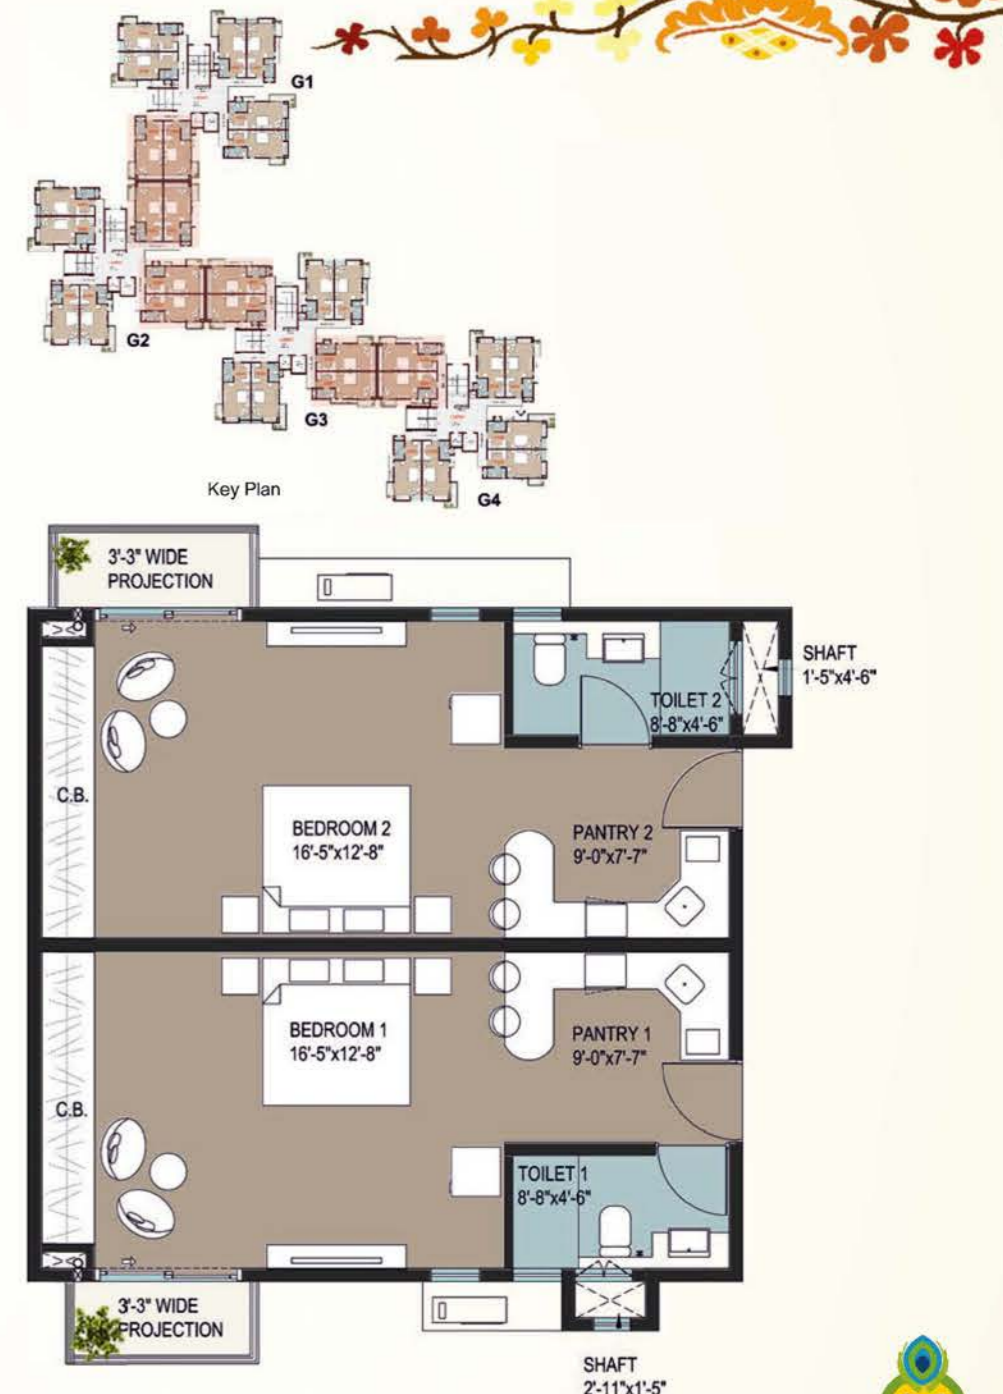 G1
G2
G3
Key Plan
G4
3'-3" WIDE
PROJECTION
SHAFT
1'-5"x4'-6"
TOILET 2
8'-8"x4'-6"
C.B.
BEDROOM 2
16'-5"x12'-8"
PANTRY 2
9'-0"x7'-7"
BEDROOM 1
16'-5"x12'-8"
PANTRY 1
9'-0"x7'-7"
C.B.
TOILET 1
8'-8"x4'-6"
3'-3" WIDE
PROJECTION
SHAFT
2'-11"x1'-5"